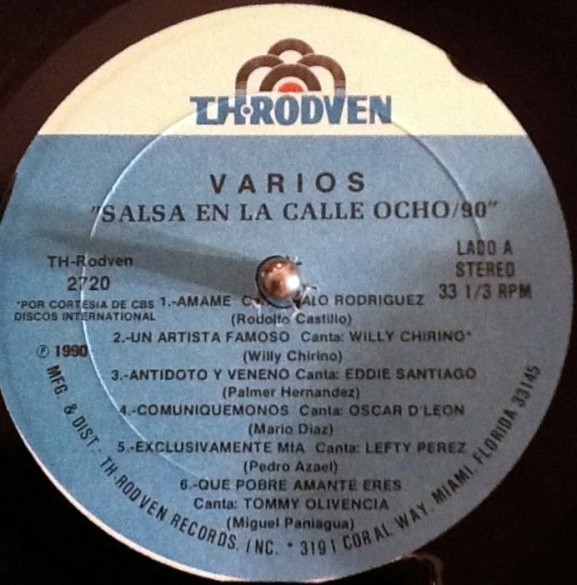 TH·RODVEN
VARIOS
"SALSA EN LA CALLE OCHO/90"
TH-Rodven
2720
LADO A
STEREO
33 1/3 RPM
*POR CORTESIA DE CBS
DISCOS INTERNATIONAL
℗ 1990
1.-AMAME RODRIGUEZ
(Rodolfo Castillo)
2.-UN ARTISTA FAMOSO Canta: WILLY CHIRINO*
(Willy Chirino)
3.-ANTIDOTO Y VENENO Canta: EDDIE SANTIAGO
(Palmer Hernandez)
4.-COMUNIQUEMONOS Canta: OSCAR D'LEON
(Mario Diaz)
5.-EXCLUSIVAMENTE MIA Canta: LEFTY PEREZ
(Pedro Azael)
6.-QUE POBRE AMANTE ERES
Canta: TOMMY OLIVENCIA
(Miguel Paniagua)
MFG. & DIST. TH-RODVEN RECORDS, INC. * 3191 CORAL WAY, MIAMI, FLORIDA 33145